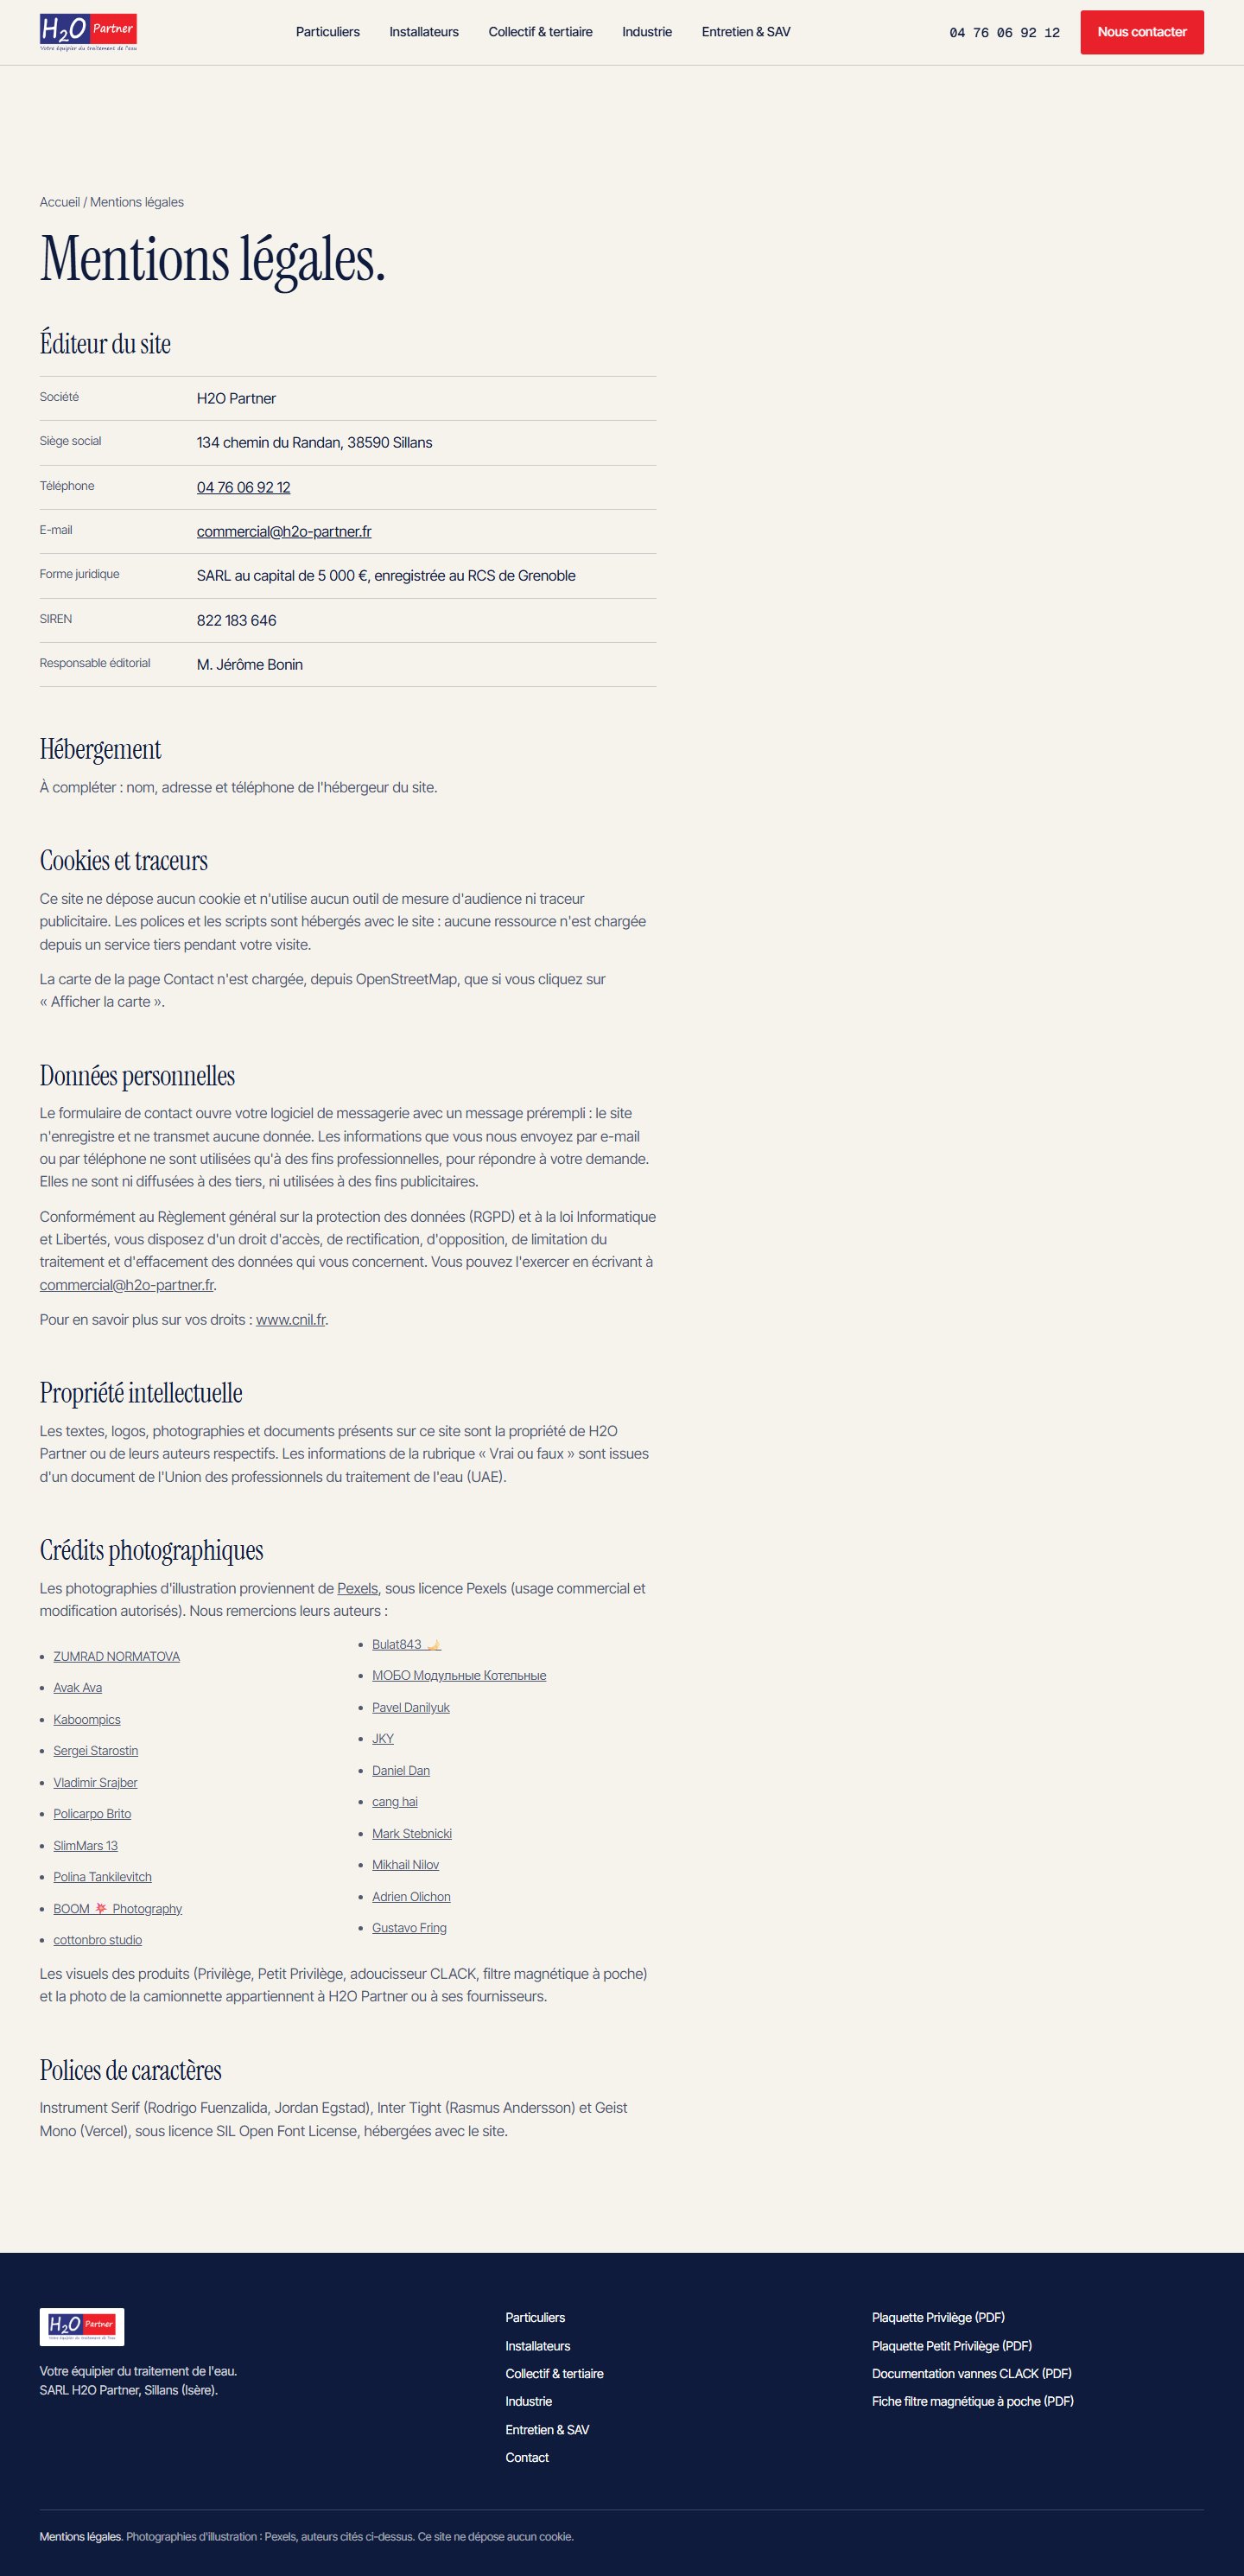 H2O Partner
Votre équipier du traitement de l'eau
Particuliers
Installateurs
Collectif & tertiaire
Industrie
Entretien & SAV
04 76 06 92 12
Nous contacter
Accueil / Mentions légales
Mentions légales.
Éditeur du site
Société
H2O Partner
Siège social
134 chemin du Randan, 38590 Sillans
Téléphone
04 76 06 92 12
E-mail
commercial@h2o-partner.fr
Forme juridique
SARL au capital de 5 000 €, enregistrée au RCS de Grenoble
SIREN
822 183 646
Responsable éditorial
M. Jérôme Bonin
Hébergement
À compléter : nom, adresse et téléphone de l'hébergeur du site.
Cookies et traceurs
Ce site ne dépose aucun cookie et n'utilise aucun outil de mesure d'audience ni traceur
publicitaire. Les polices et les scripts sont hébergés avec le site : aucune ressource n'est chargée
depuis un service tiers pendant votre visite.
La carte de la page Contact n'est chargée, depuis OpenStreetMap, que si vous cliquez sur
« Afficher la carte ».
Données personnelles
Le formulaire de contact ouvre votre logiciel de messagerie avec un message prérempli : le site
n'enregistre et ne transmet aucune donnée. Les informations que vous nous envoyez par e-mail
ou par téléphone ne sont utilisées qu'à des fins professionnelles, pour répondre à votre demande.
Elles ne sont ni diffusées à des tiers, ni utilisées à des fins publicitaires.
Conformément au Règlement général sur la protection des données (RGPD) et à la loi Informatique
et Libertés, vous disposez d'un droit d'accès, de rectification, d'opposition, de limitation du
traitement et d'effacement des données qui vous concernent. Vous pouvez l'exercer en écrivant à
commercial@h2o-partner.fr.
Pour en savoir plus sur vos droits : www.cnil.fr.
Propriété intellectuelle
Les textes, logos, photographies et documents présents sur ce site sont la propriété de H2O
Partner ou de leurs auteurs respectifs. Les informations de la rubrique « Vrai ou faux » sont issues
d'un document de l'Union des professionnels du traitement de l'eau (UAE).
Crédits photographiques
Les photographies d'illustration proviennent de Pexels, sous licence Pexels (usage commercial et
modification autorisés). Nous remercions leurs auteurs :
ZUMRAD NORMATOVA
Avak Ava
Kaboompics
Sergei Starostin
Vladimir Srajber
Policarpo Brito
SlimMars 13
Polina Tankilevitch
BOOM 💥 Photography
cottonbro studio
Bulat843 🌙
МОБО Модульные Котельные
Pavel Danilyuk
JKY
Daniel Dan
cang hai
Mark Stebnicki
Mikhail Nilov
Adrien Olichon
Gustavo Fring
Les visuels des produits (Privilège, Petit Privilège, adoucisseur CLACK, filtre magnétique à poche)
et la photo de la camionnette appartiennent à H2O Partner ou à ses fournisseurs.
Polices de caractères
Instrument Serif (Rodrigo Fuenzalida, Jordan Egstad), Inter Tight (Rasmus Andersson) et Geist
Mono (Vercel), sous licence SIL Open Font License, hébergées avec le site.
H2O Partner
Votre équipier du traitement de l'eau
Votre équipier du traitement de l'eau.
SARL H2O Partner, Sillans (Isère).
Particuliers
Installateurs
Collectif & tertiaire
Industrie
Entretien & SAV
Contact
Plaquette Privilège (PDF)
Plaquette Petit Privilège (PDF)
Documentation vannes CLACK (PDF)
Fiche filtre magnétique à poche (PDF)
Mentions légales. Photographies d'illustration : Pexels, auteurs cités ci-dessus. Ce site ne dépose aucun cookie.